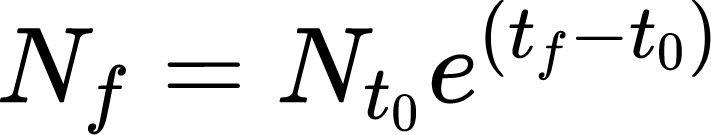 N_f = N_{t_0} e^{(t_f - t_0)}